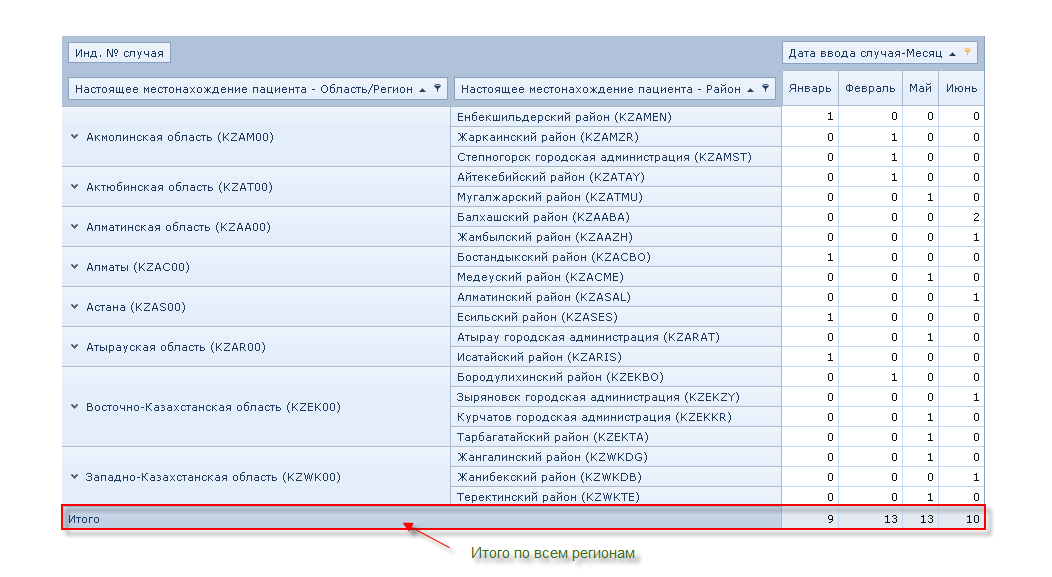 Инд. № случая
Дата ввода случая-Месяц
Настоящее местонахождение пациента - Область/Регион Настоящее местонахождение пациента - Район Январь Февраль Май Июнь
Енбекшильдерский район (KZAMEN) 1 0 0 0
Акмолинская область (KZAM00) Жаркаинский район (KZAMZR) 0 1 0 0
Степногорск городская администрация (KZAMST) 0 1 0 0
Актюбинская область (KZAT00) Айтекебийский район (KZATAY) 0 1 0 0
Мугалжарский район (KZATMU) 0 0 1 0
Алматинская область (KZAA00) Балхашский район (KZAABA) 0 0 0 2
Жамбылский район (KZAAZH) 0 0 0 1
Алматы (KZAC00) Бостандыкский район (KZACBO) 1 0 0 0
Медеуский район (KZACME) 0 0 1 0
Астана (KZAS00) Алматинский район (KZASAL) 0 0 0 1
Есильский район (KZASES) 1 0 0 0
Атырауская область (KZAR00) Атырау городская администрация (KZARAT) 0 0 1 0
Исатайский район (KZARIS) 1 0 0 0
Восточно-Казахстанская область (KZEK00) Бородулихинский район (KZEKBO) 0 1 0 0
Зыряновск городская администрация (KZEKZY) 0 0 0 1
Курчатов городская администрация (KZEKKR) 0 0 1 0
Тарбагатайский район (KZEKTA) 0 0 1 0
Западно-Казахстанская область (KZWK00) Жангалинский район (KZWKDG) 0 0 1 0
Жанибекский район (KZWKDB) 0 0 0 1
Теректинский район (KZWKTE) 0 0 1 0
Итого 9 13 13 10
Итого по всем регионам